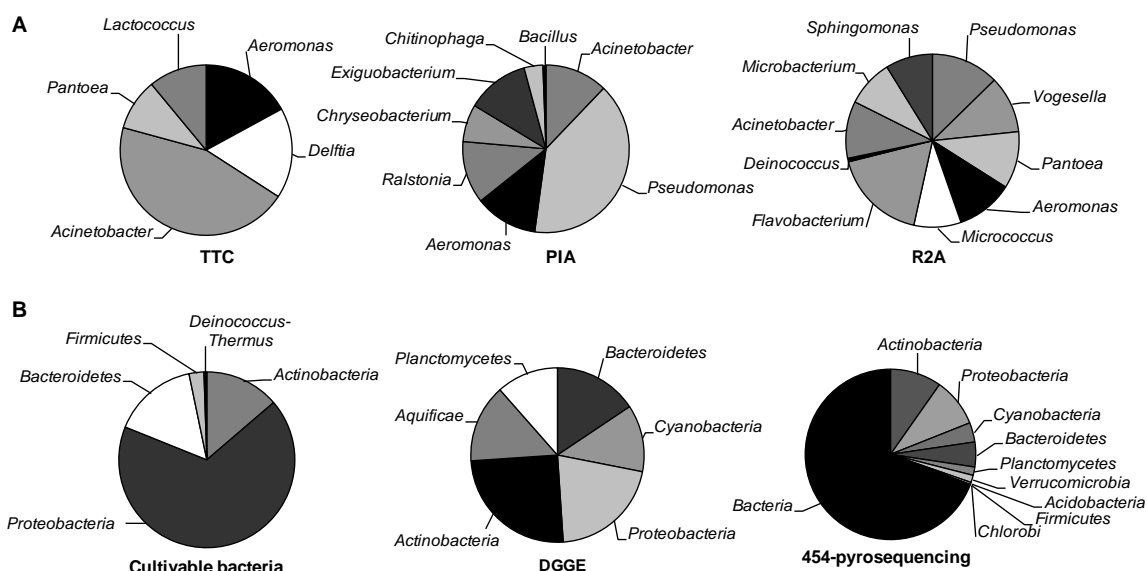 A
Lactococcus
Aeromonas
Pantoea
Delftia
Acinetobacter
TTC
Chitinophaga
Bacillus
Acinetobacter
Exiguobacterium
Chryseobacterium
Ralstonia
Pseudomonas
Aeromonas
PIA
Sphingomonas
Pseudomonas
Microbacterium
Vogesella
Acinetobacter
Pantoea
Deinococcus
Aeromonas
Flavobacterium
Micrococcus
R2A
B
Deinococcus-
Thermus
Firmicutes
Bacteroidetes
Actinobacteria
Proteobacteria
Cultivable bacteria
Planctomycetes
Bacteroidetes
Aquificae
Cyanobacteria
Actinobacteria
Proteobacteria
DGGE
Actinobacteria
Proteobacteria
Cyanobacteria
Bacteroidetes
Planctomycetes
Verrucomicrobia
Acidobacteria
Firmicutes
Chlorobi
Bacteria
454-pyrosequencing